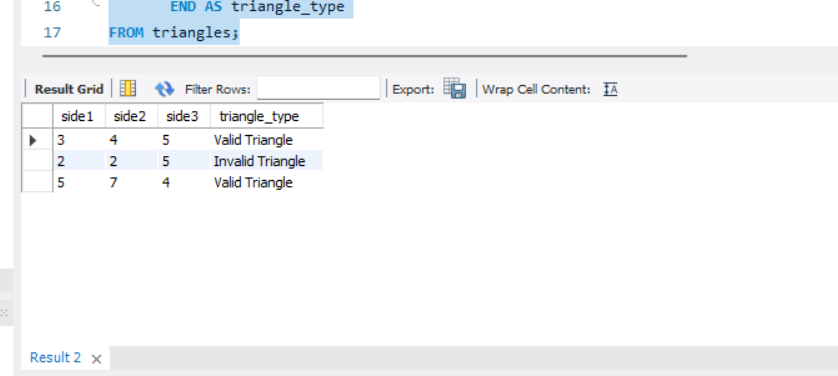 16 END AS triangle_type
17 FROM triangles;
Result Grid Filter Rows: Export: Wrap Cell Content: IA
side1 side2 side3 triangle_type
3 4 5 Valid Triangle
2 2 5 Invalid Triangle
5 7 4 Valid Triangle
Result 2 ×